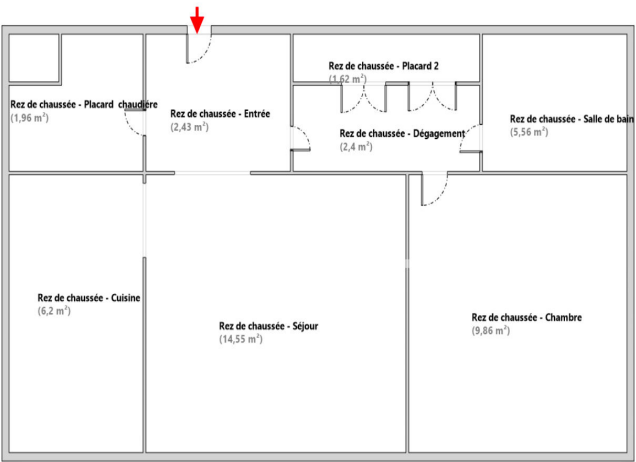 Rez de chaussée - Placard 2
(1,62 m²)
Rez de chaussée - Placard chaudière
(1,96 m²)
Rez de chaussée - Entrée
(2,43 m²)
Rez de chaussée - Dégagement
(2,4 m²)
Rez de chaussée - Salle de bain
(5,56 m²)
Rez de chaussée - Cuisine
(6,2 m²)
Rez de chaussée - Séjour
(14,55 m²)
Rez de chaussée - Chambre
(9,86 m²)